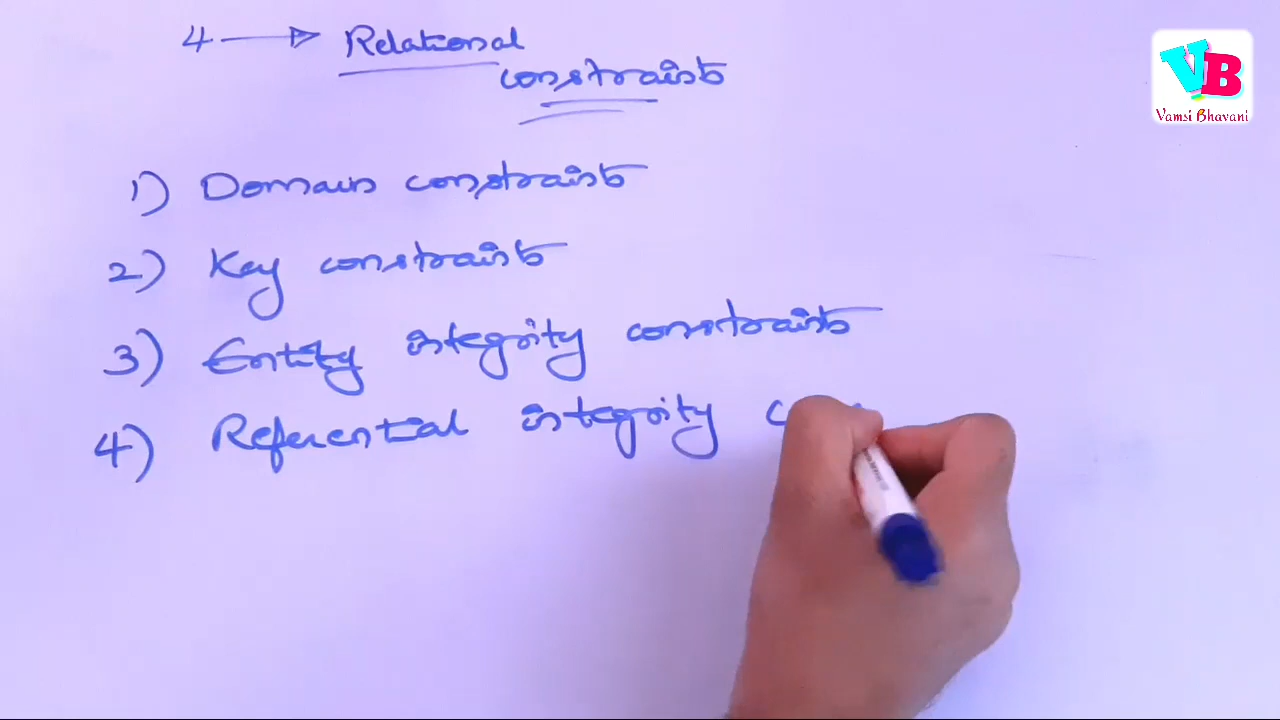 4 → Relational
constraints
1) Domain constraints
2) Key constraints
3) Entity integrity constraints
4) Referential integrity
VB
Vamsi Bhavani